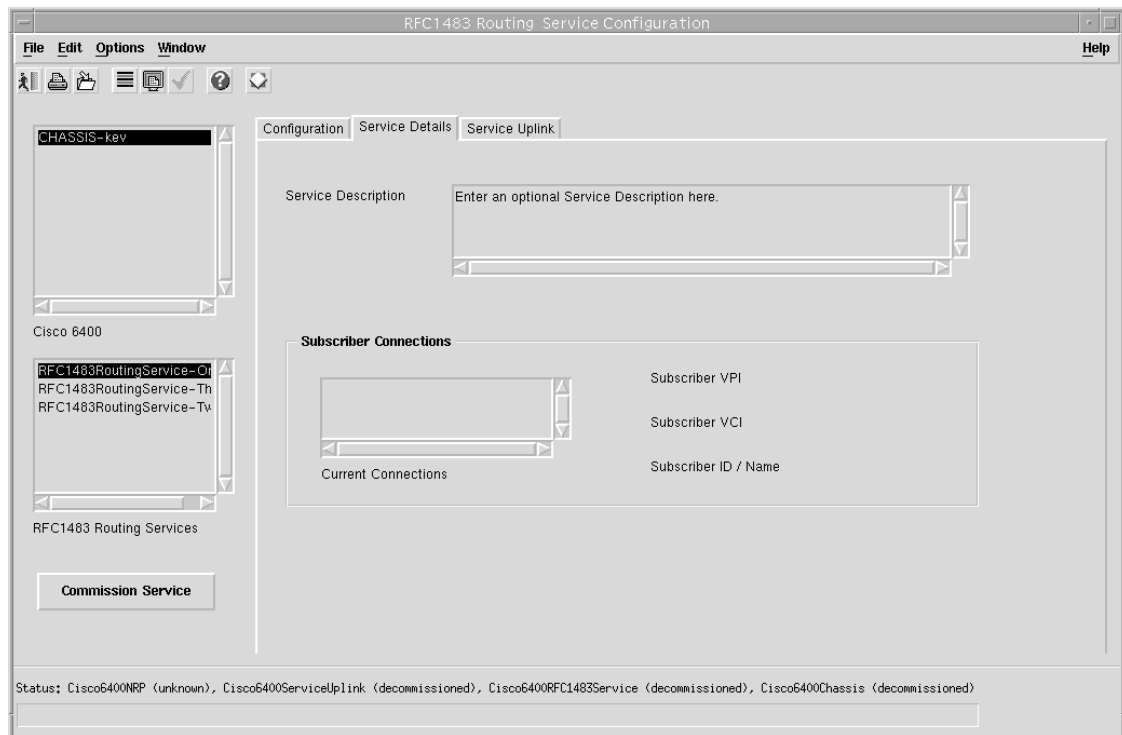 RFC1483 Routing Service Configuration
File Edit Options Window Help
CHASSIS-kev
Cisco 6400
RFC1483RoutingService-Or
RFC1483RoutingService-Th
RFC1483RoutingService-Tw
RFC1483 Routing Services
Commission Service
Configuration Service Details Service Uplink
Service Description
Enter an optional Service Description here.
Subscriber Connections
Current Connections
Subscriber VPI
Subscriber VCI
Subscriber ID / Name
Status: Cisco6400NRP (unknown), Cisco6400ServiceUplink (decommissioned), Cisco6400RFC1483Service (decommissioned), Cisco6400Chassis (decommissioned)